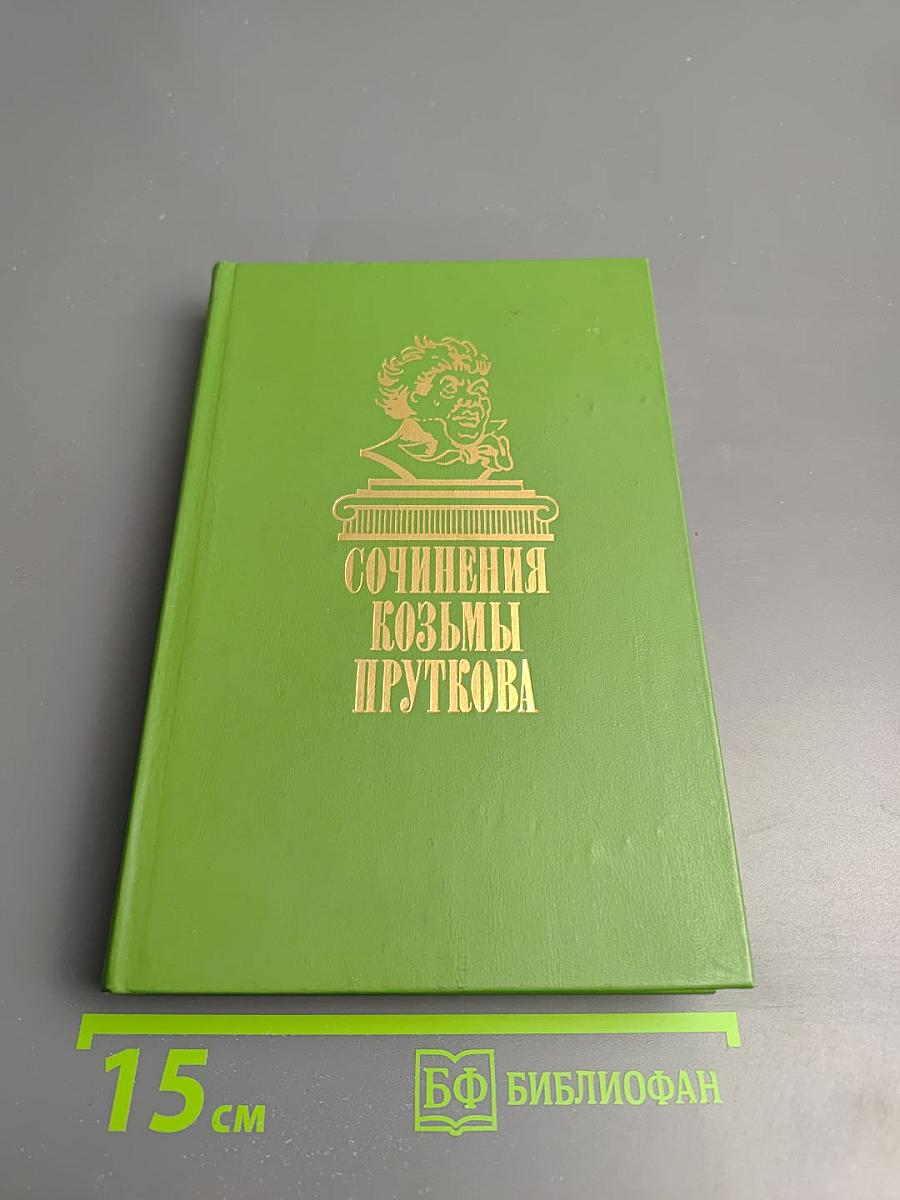 СОЧИНЕНИЯ
КОЗЬМЫ
ПРУТКОВА
15 см
БФ БИБЛИОФАН